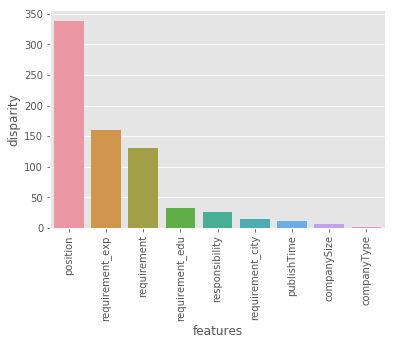 disparity
350
300
250
200
150
100
50
0
position
requirement_exp
requirement
requirement_edu
responsibility
requirement_city
publishTime
companySize
companyType
features